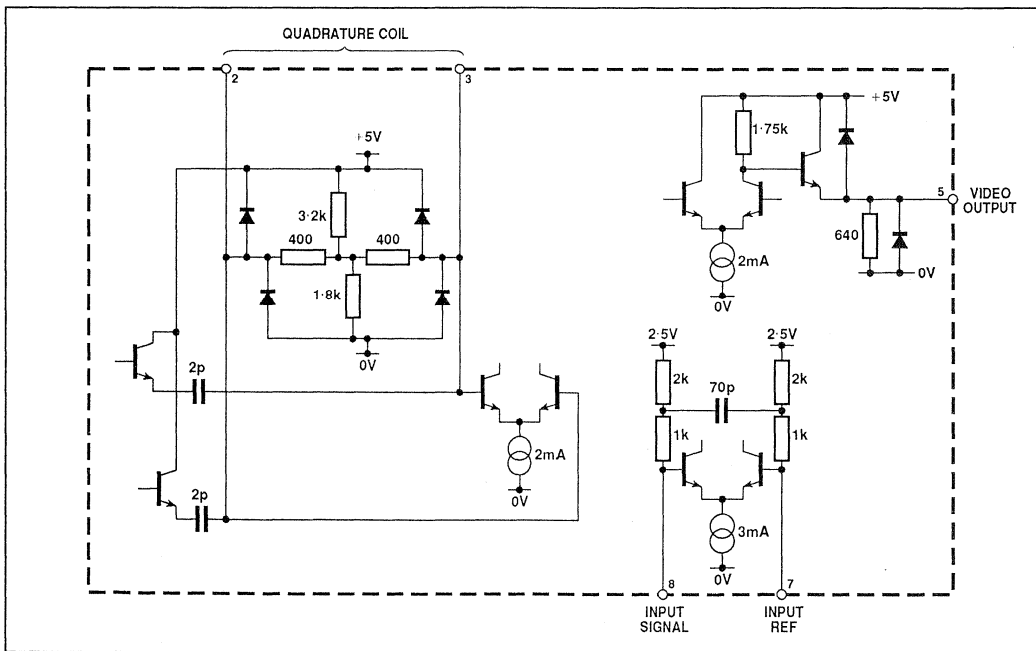 QUADRATURE COIL
2
3
+5V
3·2k
400
400
1·8k
0V
2p
2p
2mA
0V
+5V
1·75k
5
VIDEO
OUTPUT
640
2mA
0V
0V
2·5V
2·5V
2k
70p
2k
1k
1k
3mA
0V
8
7
INPUT
SIGNAL
INPUT
REF